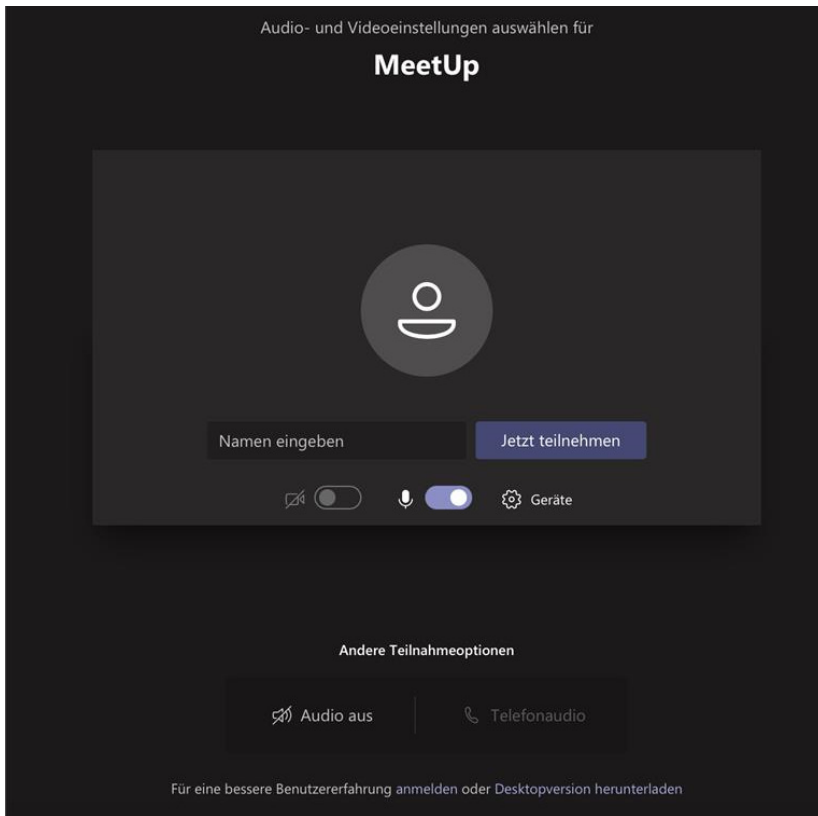 Audio- und Videoeinstellungen auswählen für
MeetUp
Namen eingeben
Jetzt teilnehmen
Geräte
Andere Teilnahmeoptionen
Audio aus
Telefonaudio
Für eine bessere Benutzererfahrung anmelden oder Desktopversion herunterladen